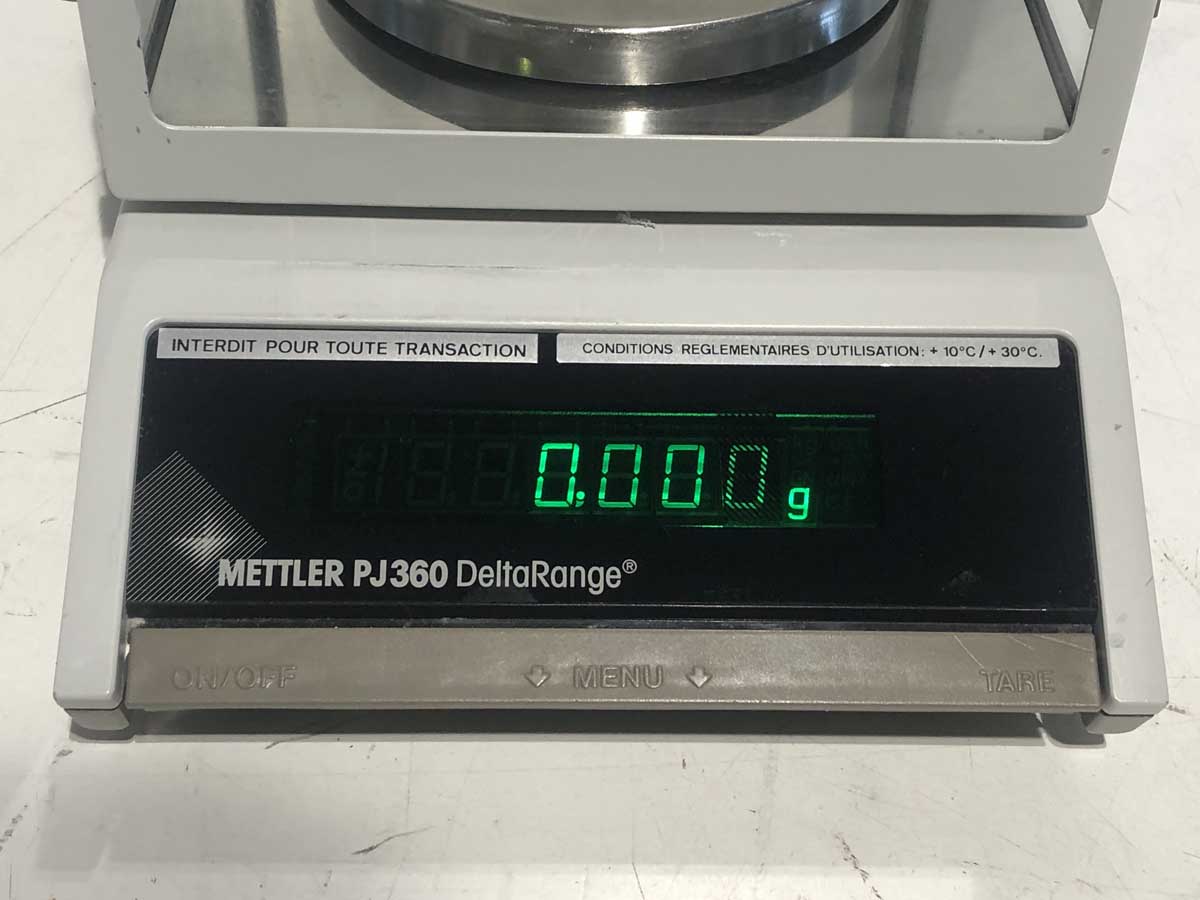 INTERDIT POUR TOUTE TRANSACTION
CONDITIONS REGLEMENTAIRES D'UTILISATION: + 10°C / + 30°C.
0.000 g
METTLER PJ360 DeltaRange®
ON/OFF
MENU
TARE